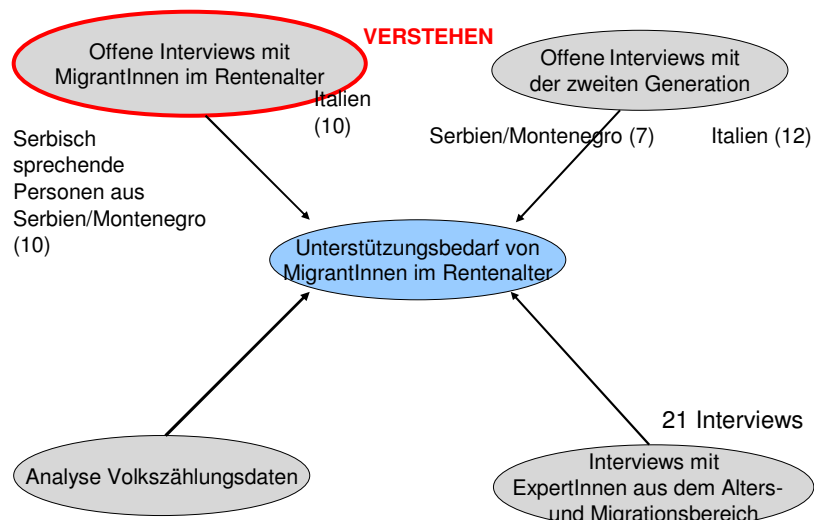 Offene Interviews mit
MigrantInnen im Rentenalter
VERSTEHEN
Offene Interviews mit
der zweiten Generation
Italien
(10)
Serbisch
sprechende
Personen aus
Serbien/Montenegro
(10)
Serbien/Montenegro (7)
Italien (12)
Unterstützungsbedarf von
MigrantInnen im Rentenalter
21 Interviews
Analyse Volkszählungsdaten
Interviews mit
ExpertInnen aus dem Alters-
und Migrationsbereich